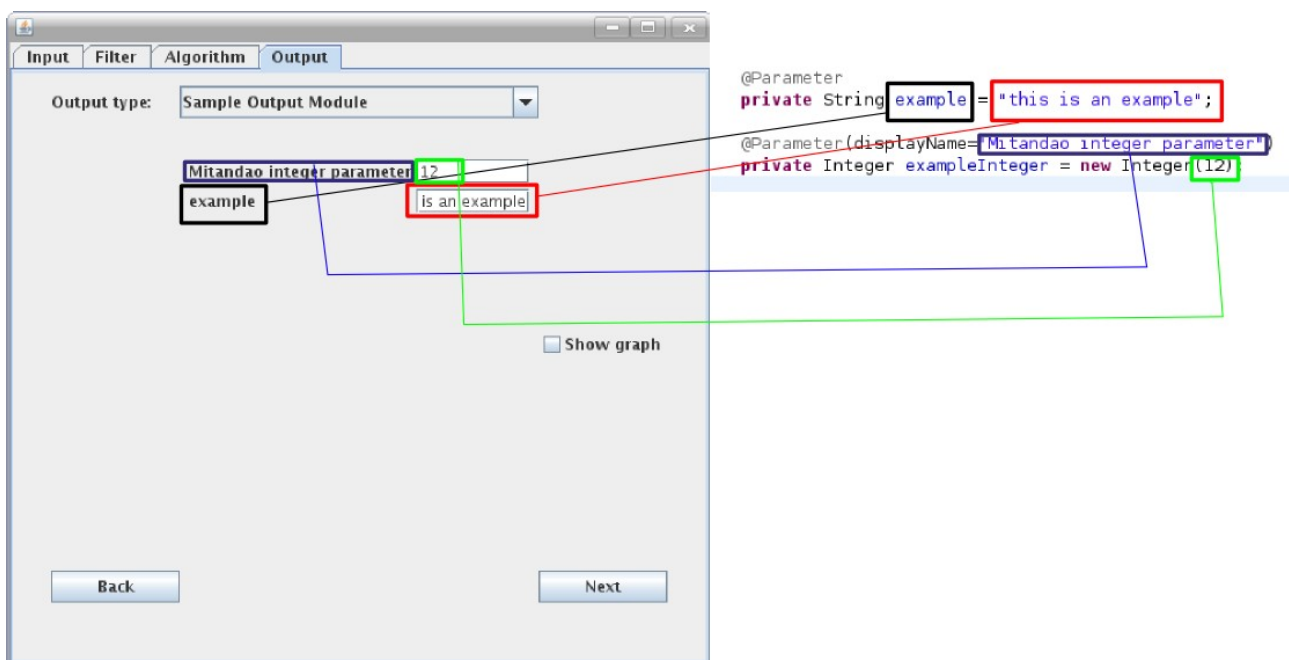 Input Filter Algorithm Output
Output type: Sample Output Module
Mitandao integer parameter 12
example is an example
Show graph
Back Next
@Parameter
private String example = "this is an example";
@Parameter(displayName="Mitandao integer parameter")
private Integer exampleInteger = new Integer(12);